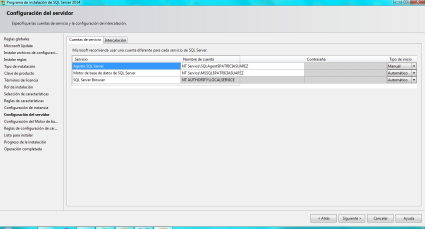 Programa de instalación de SQL Server 2014
Configuración del servidor
Especifique las cuentas de servicio y la configuración de intercalación.
Reglas globales
Microsoft Update
Instalar archivos de configuraci...
Instalar reglas
Tipo de instalación
Clave de producto
Términos de licencia
Rol de instalación
Selección de características
Reglas de características
Configuración de instancia
Configuración del servidor
Configuración del Motor de ba...
Reglas de configuración de car...
Listo para instalar
Progreso de la instalación
Operación completada
Cuentas de servicio
Intercalación
Microsoft recomienda usar una cuenta diferente para cada servicio de SQL Server.
Servicio Nombre de cuenta Contraseña Tipo de inicio
Agente SQL Server NT Service\SQLAgent$PATRICIASUAREZ Manual
Motor de base de datos de SQL Server NT Service\MSSQL$PATRICIASUAREZ Automático
SQL Server Browser NT AUTHORITY\LOCAL SERVICE Automático
< Atrás Siguiente > Cancelar Ayuda